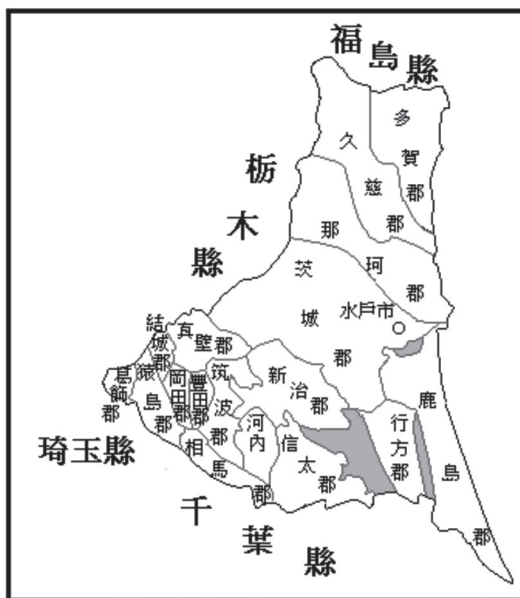 福島縣
栃木縣
琦玉縣
千葉縣
多賀郡
久慈郡
那珂郡
茨城郡
水戶市
結城郡
真壁郡
葛飾郡
猿島郡
岡田郡
豊田郡
筑波郡
新治郡
河內郡
信太郡
相馬郡
行方郡
鹿島郡